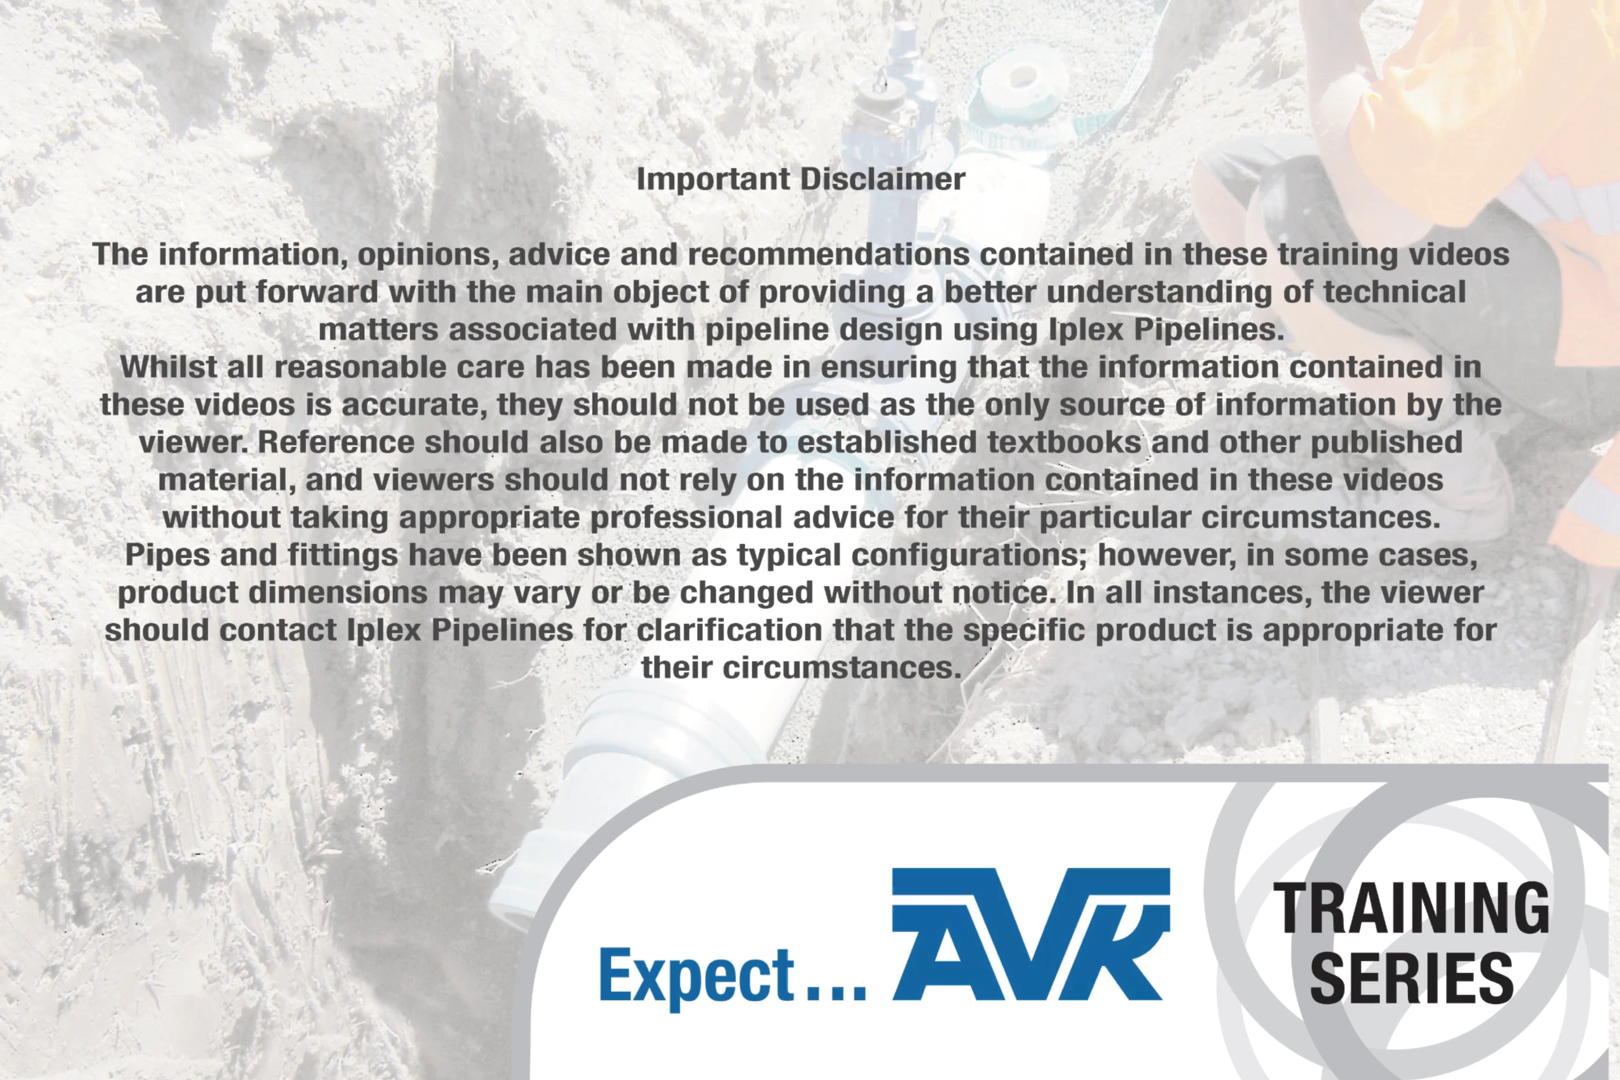 Important Disclaimer
The information, opinions, advice and recommendations contained in these training videos
are put forward with the main object of providing a better understanding of technical
matters associated with pipeline design using Iplex Pipelines.
Whilst all reasonable care has been made in ensuring that the information contained in
these videos is accurate, they should not be used as the only source of information by the
viewer. Reference should also be made to established textbooks and other published
material, and viewers should not rely on the information contained in these videos
without taking appropriate professional advice for their particular circumstances.
Pipes and fittings have been shown as typical configurations; however, in some cases,
product dimensions may vary or be changed without notice. In all instances, the viewer
should contact Iplex Pipelines for clarification that the specific product is appropriate for
their circumstances.
Expect... AVK
TRAINING
SERIES